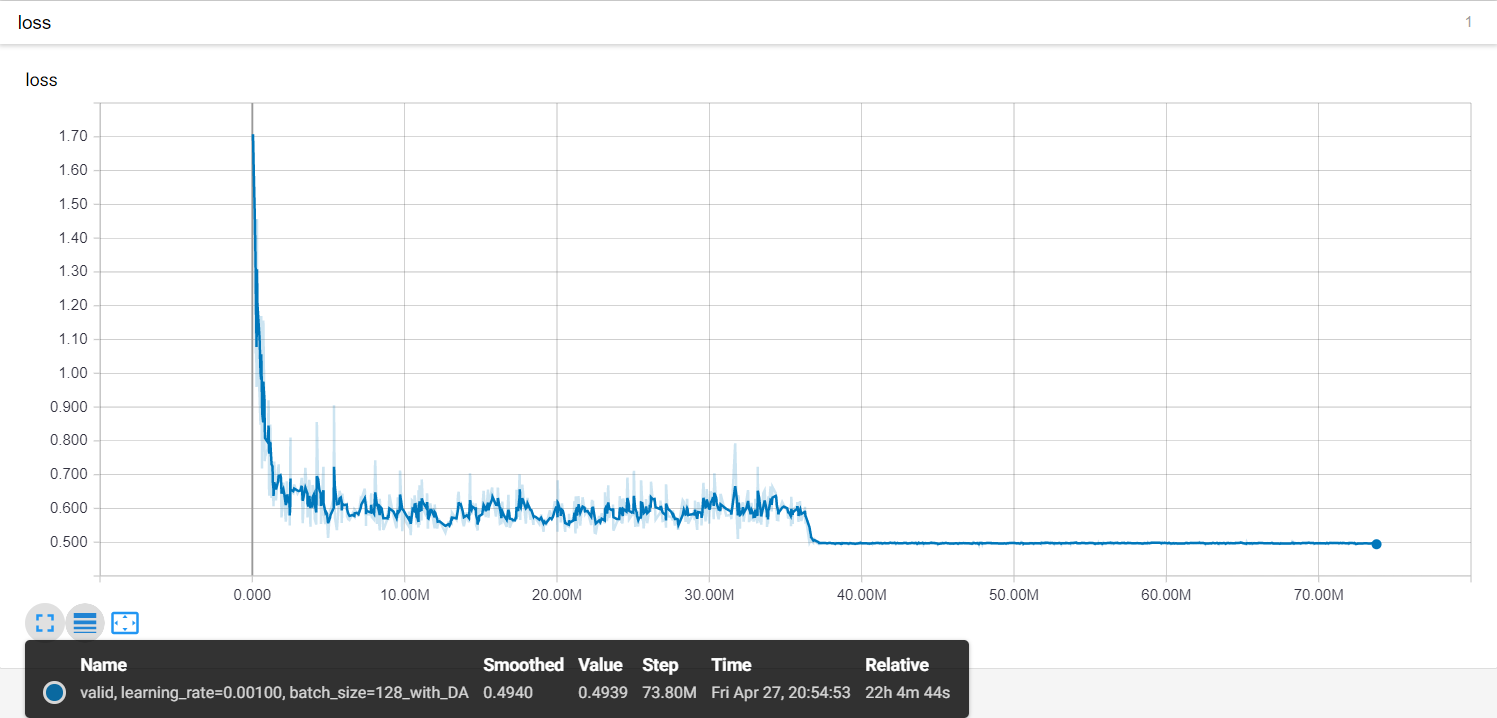 loss
1
loss
1.70
1.60
1.50
1.40
1.30
1.20
1.10
1.00
0.900
0.800
0.700
0.600
0.500
0.000 10.00M 20.00M 30.00M 40.00M 50.00M 60.00M 70.00M
Name Smoothed Value Step Time Relative
valid, learning_rate=0.00100, batch_size=128_with_DA 0.4940 0.4939 73.80M Fri Apr 27, 20:54:53 22h 4m 44s